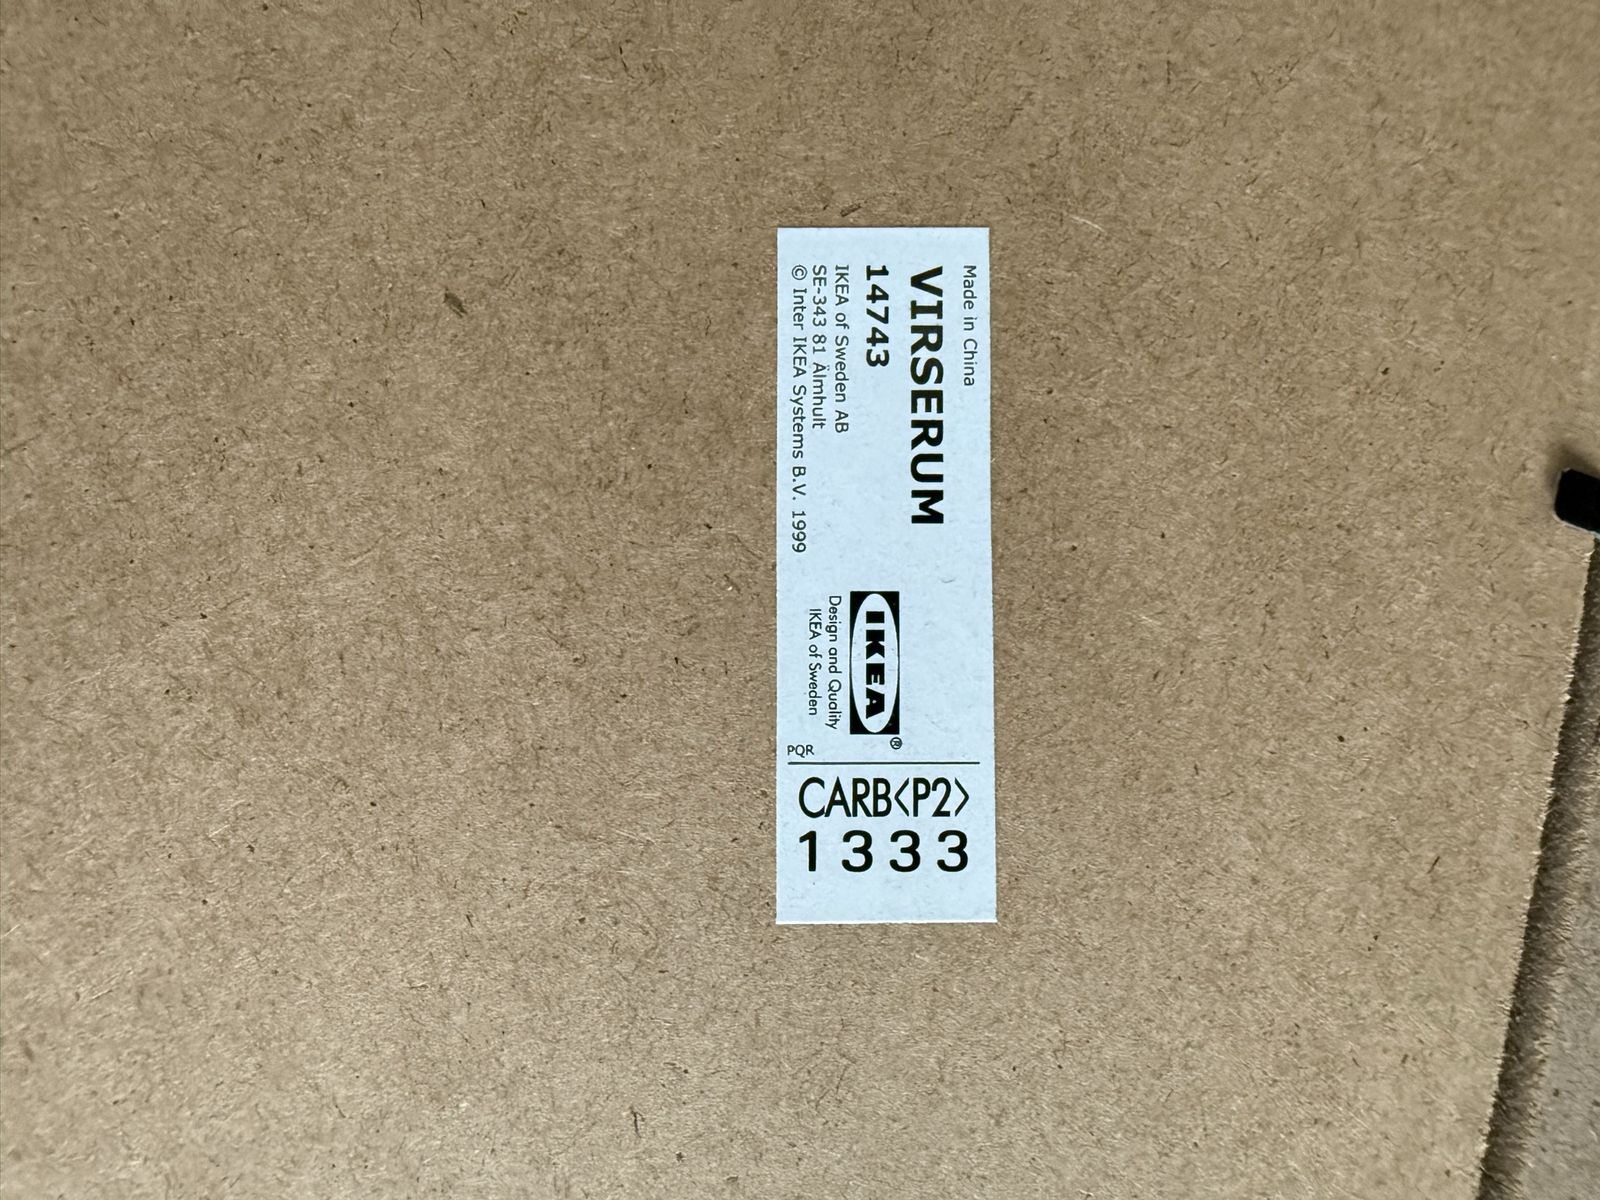 Made in China
VIRSERUM
14743
IKEA of Sweden AB
SE-343 81 Älmhult
© Inter IKEA Systems B.V. 1999
IKEA®
Design and Quality
IKEA of Sweden
PQR
CARB<P2>
1333